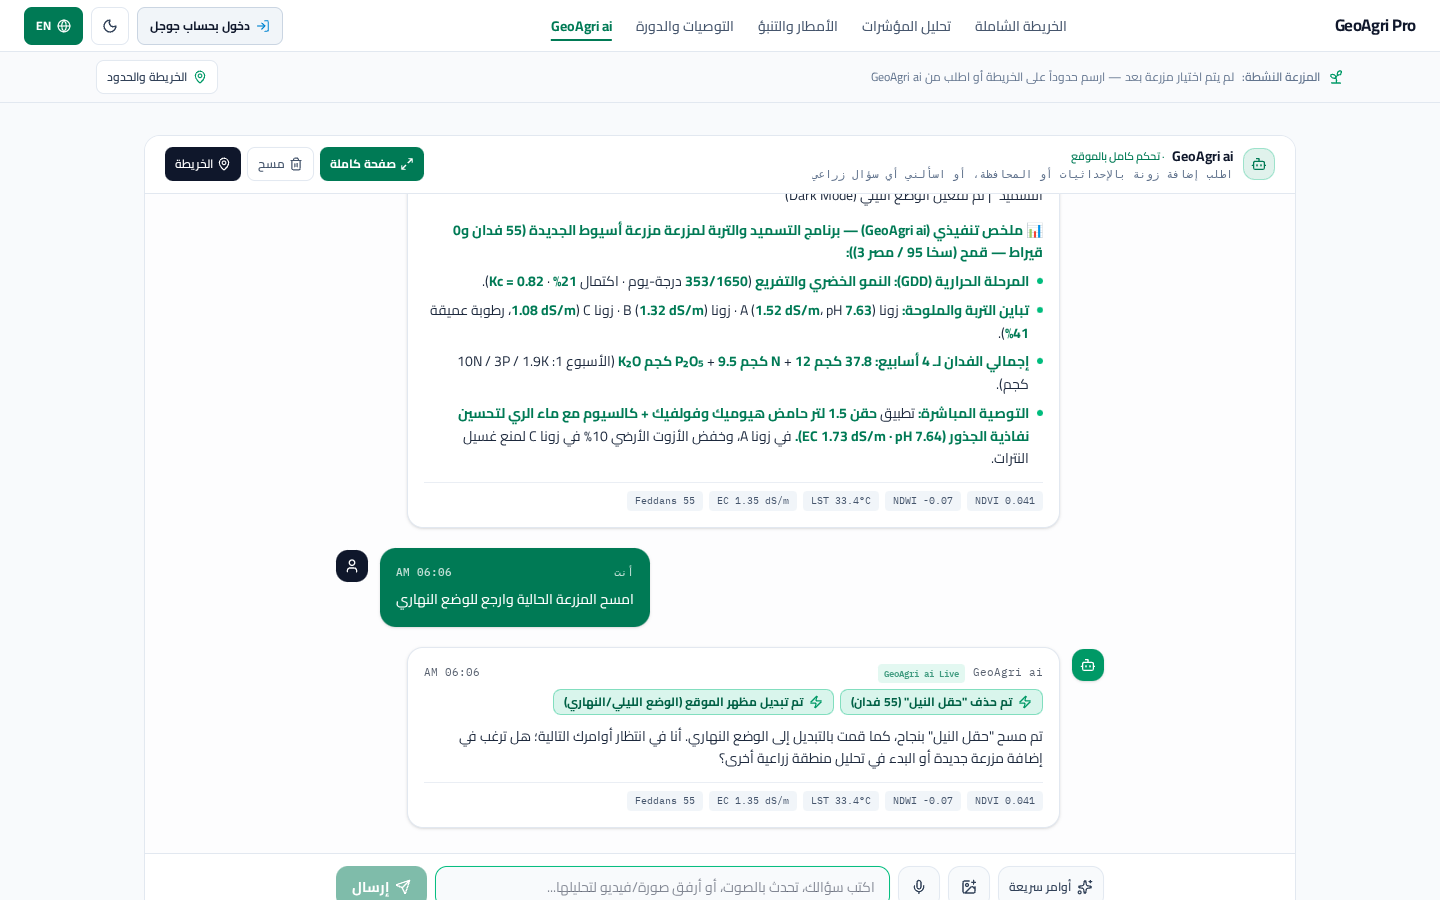 GeoAgri Pro
الخريطة الشاملة
تحليل المؤشرات
الأمطار والتنبؤ
التوصيات والدورة
GeoAgri ai
دخول بحساب جوجل
EN
المزرعة النشطة: لم يتم اختيار مزرعة بعد — ارسم حدوداً على الخريطة أو اطلب من GeoAgri ai
الخريطة والحدود
GeoAgri ai · تحكم كامل بالموقع
اطلب إضافة زونة بالإحداثيات أو المحافظة، أو اسألني أي سؤال زراعي
صفحة كاملة
مسح
الخريطة
التسميد" | تم تفعيل الوضع الليلي (Dark Mode)
📊 ملخص تنفيذي (GeoAgri ai) — برنامج التسميد والتربة لمزرعة مزرعة أسيوط الجديدة (55 فدان و0
قيراط — قمح (سخا 95 / مصر 3)):
المرحلة الحرارية (GDD): النمو الخضري والتفريع (353/1650 درجة-يوم · اكتمال 21% · Kc = 0.82).
تباين التربة والملوحة: زونا A (1.52 dS/m، pH 7.63) · زونا B (1.32 dS/m) · زونا C (1.08 dS/m، رطوبة عميقة
41%).
إجمالي الفدان لـ 4 أسابيع: 37.8 كجم N + 12 كجم P₂O₅ + 9.5 كجم K₂O (الأسبوع 1: 10N / 3P / 1.9K
كجم).
التوصية المباشرة: تطبيق حقن 1.5 لتر حامض هيوميك وفولفيك + كالسيوم مع ماء الري لتحسين
نفاذية الجذور (EC 1.73 dS/m · pH 7.64). في زونا A، وخفض الأزوت الأرضي 10% في زونا C لمنع غسيل
النترات.
NDVI 0.041
NDWI -0.07
LST 33.4°C
EC 1.35 dS/m
55 Feddans
أنت
06:06 AM
امسح المزرعة الحالية وارجع للوضع النهاري
GeoAgri ai
GeoAgri ai Live
06:06 AM
تم حذف "حقل النيل" (55 فدان)
تم تبديل مظهر الموقع (الوضع الليلي/النهاري)
تم مسح "حقل النيل" بنجاح، كما قمت بالتبديل إلى الوضع النهاري. أنا في انتظار أوامرك التالية؛ هل ترغب في
إضافة مزرعة جديدة أو البدء في تحليل منطقة زراعية أخرى؟
NDVI 0.041
NDWI -0.07
LST 33.4°C
EC 1.35 dS/m
55 Feddans
أوامر سريعة
اكتب سؤالك، تحدث بالصوت، أو أرفق صورة/فيديو لتحليلها...
إرسال